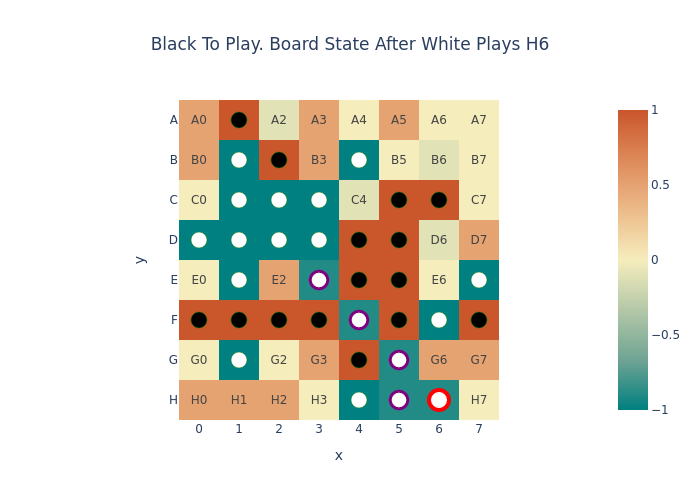 Black To Play. Board State After White Plays H6
A A0 A2 A3 A4 A5 A6 A7 1
B B0 B3 B5 B6 B7
C C0 C4 C7 0.5
D D6 D7
y E E0 E2 E6 0
F
G G0 G2 G3 G6 G7 −0.5
H H0 H1 H2 H3 H7 −1
0 1 2 3 4 5 6 7
x